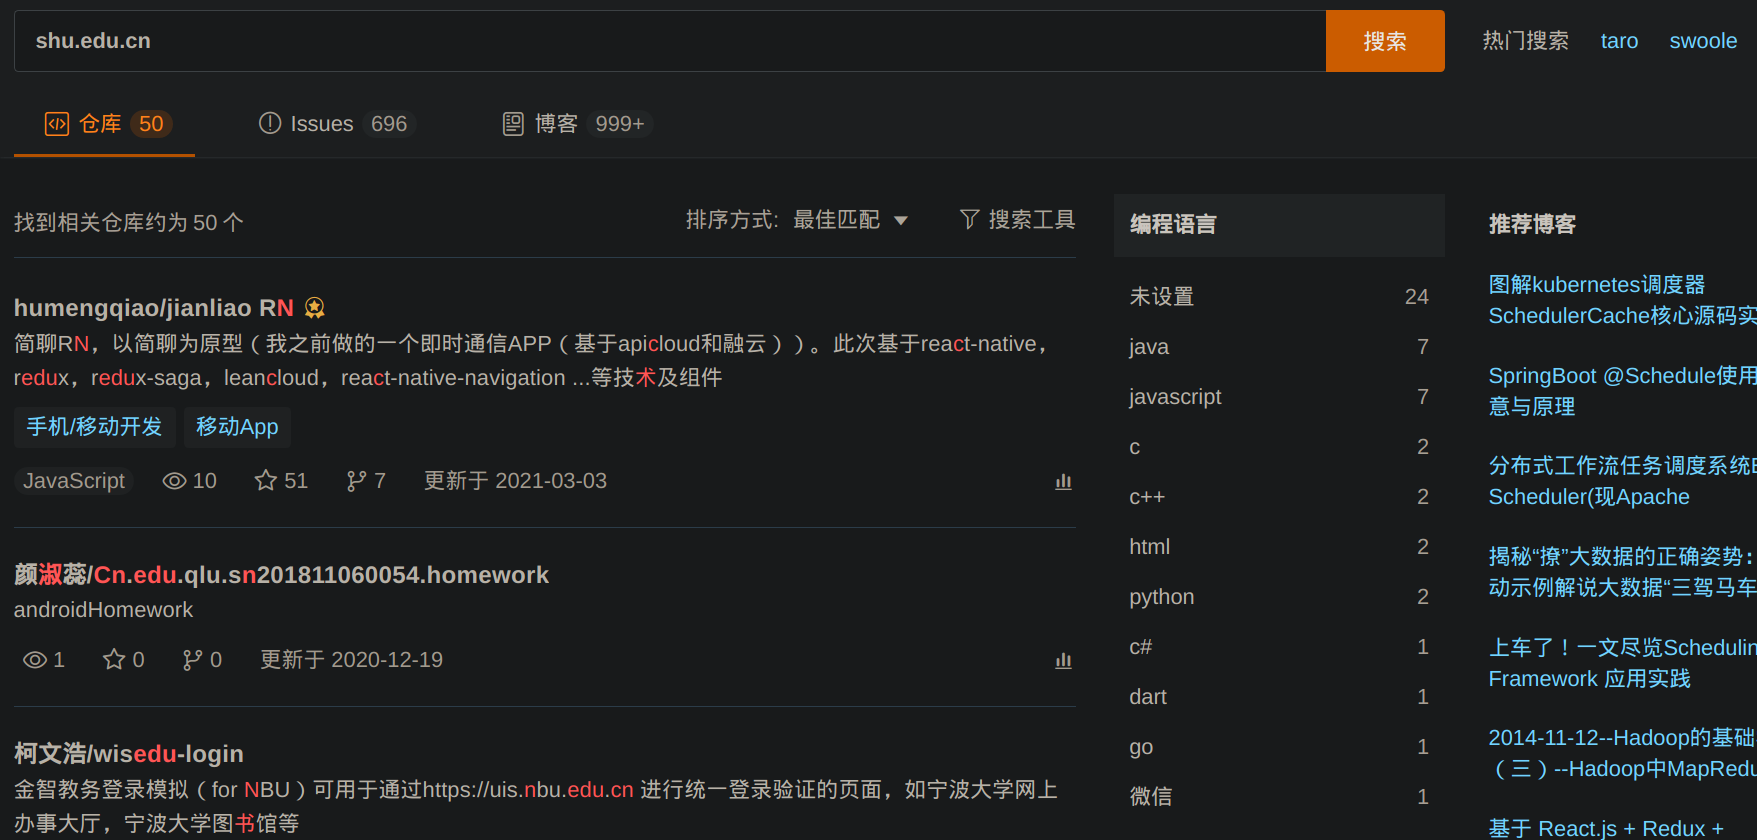 shu.edu.cn
搜索
热门搜索 taro swoole
仓库 50 Issues 696 博客 999+
找到相关仓库约为 50 个
排序方式: 最佳匹配 搜索工具
humengqiao/jianliao RN
简聊RN，以简聊为原型（我之前做的一个即时通信APP（基于apicloud和融云））。此次基于react-native，
redux，redux-saga，leancloud，react-native-navigation ...等技术及组件
手机/移动开发 移动App
JavaScript 10 51 7 更新于 2021-03-03
颜淑蕊/Cn.edu.qlu.sn201811060054.homework
androidHomework
1 0 0 更新于 2020-12-19
柯文浩/wisedu-login
金智教务登录模拟（for NBU）可用于通过https://uis.nbu.edu.cn 进行统一登录验证的页面，如宁波大学网上
办事大厅，宁波大学图书馆等
编程语言
未设置 24
java 7
javascript 7
c 2
c++ 2
html 2
python 2
c# 1
dart 1
go 1
微信 1
推荐博客
图解kubernetes调度器
SchedulerCache核心源码实
SpringBoot @Schedule使用
意与原理
分布式工作流任务调度系统
Scheduler(现Apache
揭秘“撩”大数据的正确姿势：
动示例解说大数据“三驾马车
上车了！一文尽览Schedulin
Framework 应用实践
2014-11-12--Hadoop的基础
（三）--Hadoop中MapRedu
基于 React.js + Redux +